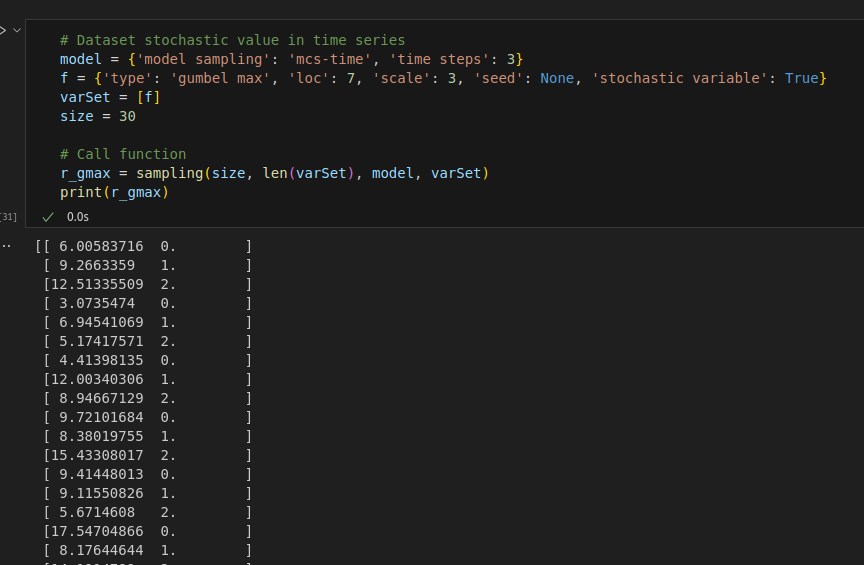 # Dataset stochastic value in time series
model = {'model sampling': 'mcs-time', 'time steps': 3}
f = {'type': 'gumbel max', 'loc': 7, 'scale': 3, 'seed': None, 'stochastic variable': True}
varSet = [f]
size = 30
# Call function
r_gmax = sampling(size, len(varSet), model, varSet)
print(r_gmax)
[31] 0.0s
[[ 6.00583716 0. ]
[ 9.2663359 1. ]
[12.51335509 2. ]
[ 3.0735474 0. ]
[ 6.94541069 1. ]
[ 5.17417571 2. ]
[ 4.41398135 0. ]
[12.00340306 1. ]
[ 8.94667129 2. ]
[ 9.72101684 0. ]
[ 8.38019755 1. ]
[15.43308017 2. ]
[ 9.41448013 0. ]
[ 9.11550826 1. ]
[ 5.6714608 2. ]
[17.54704866 0. ]
[ 8.17644644 1. ]